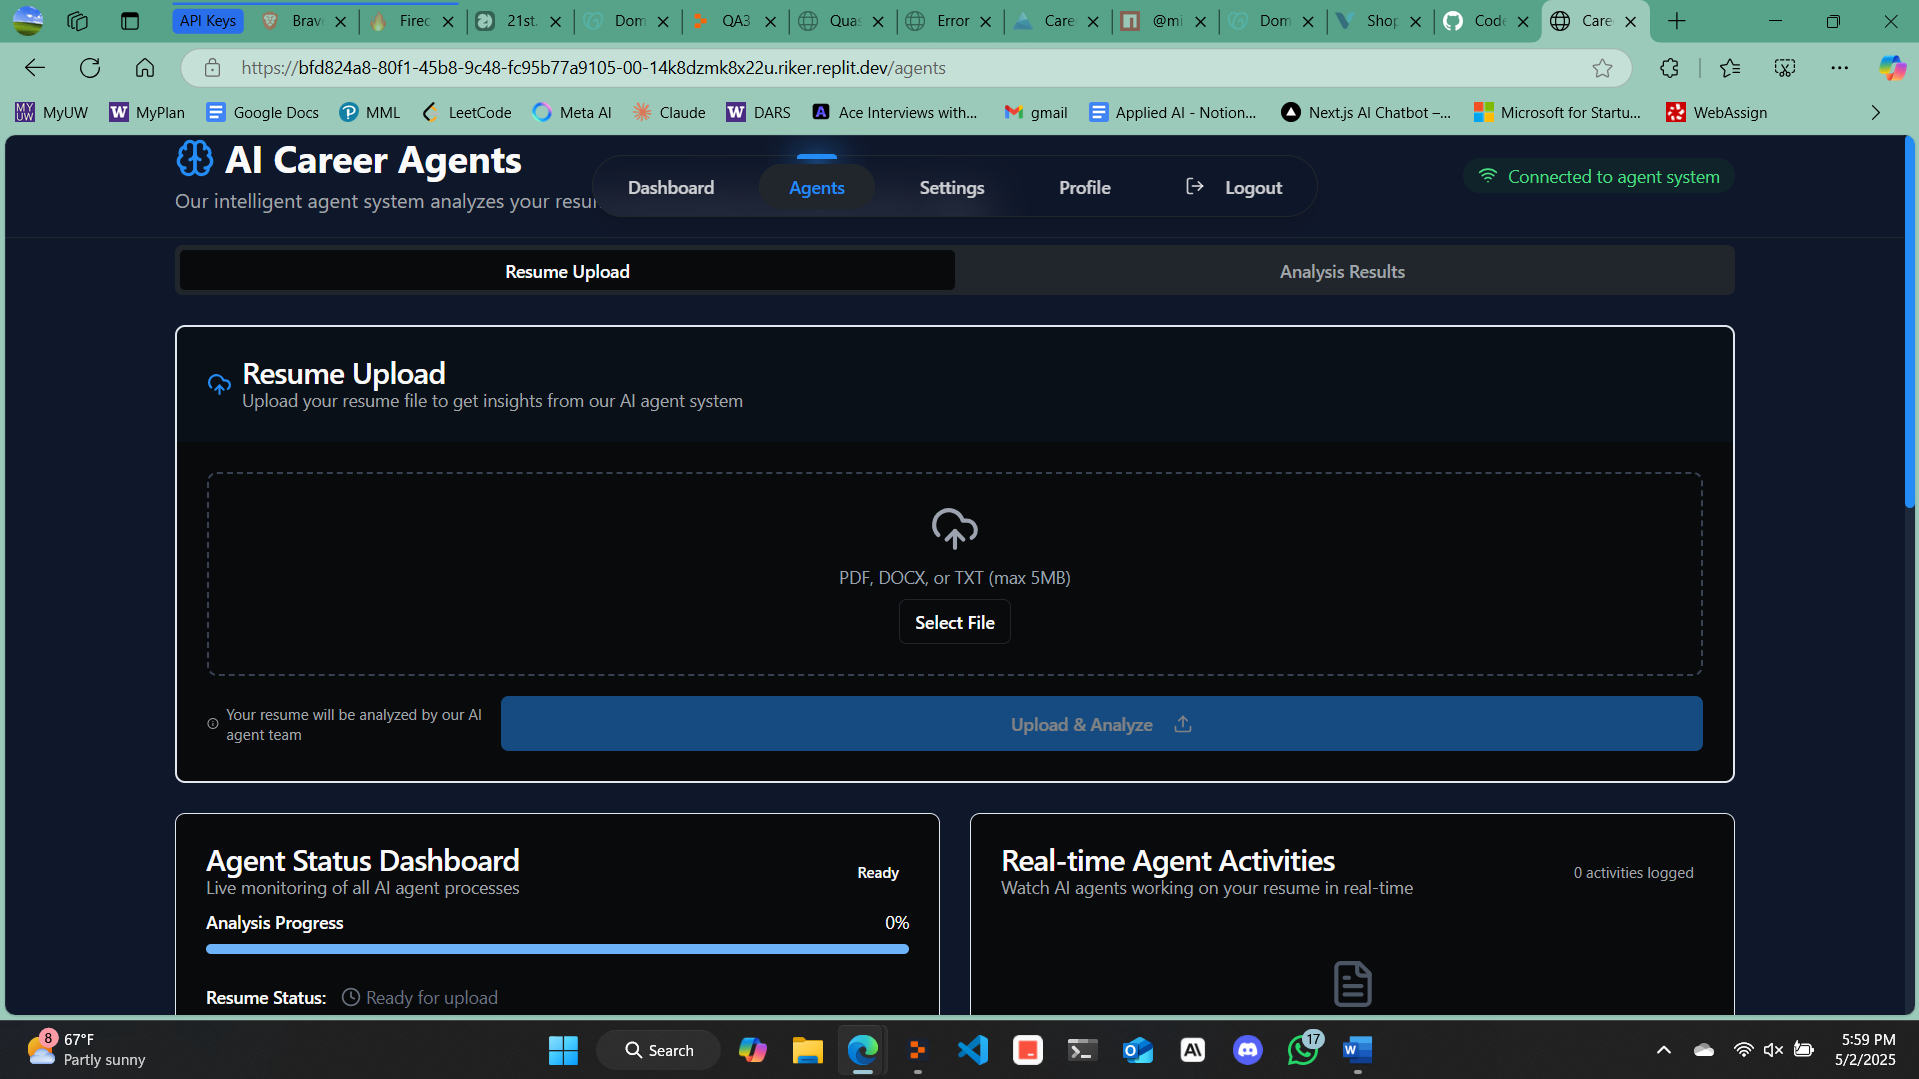 API Keys
Brav
Firec
21st.
Dom
QA3
Quas
Error
Care
@mi
Dom
Shop
Code
Care
https://bfd824a8-80f1-45b8-9c48-fc95b77a9105-00-14k8dzmk8x22u.riker.replit.dev/agents
MyUW
MyPlan
Google Docs
MML
LeetCode
Meta AI
Claude
DARS
Ace Interviews with...
gmail
Applied AI - Notion...
Next.js AI Chatbot –...
Microsoft for Startu...
WebAssign
AI Career Agents
Our intelligent agent system analyzes your resu
Dashboard
Agents
Settings
Profile
Logout
Connected to agent system
Resume Upload
Analysis Results
Resume Upload
Upload your resume file to get insights from our AI agent system
PDF, DOCX, or TXT (max 5MB)
Select File
Your resume will be analyzed by our AI
agent team
Upload & Analyze
Agent Status Dashboard
Live monitoring of all AI agent processes
Ready
Analysis Progress
0%
Resume Status:
Ready for upload
Real-time Agent Activities
Watch AI agents working on your resume in real-time
0 activities logged
8
67°F
Partly sunny
Search
17
5:59 PM
5/2/2025